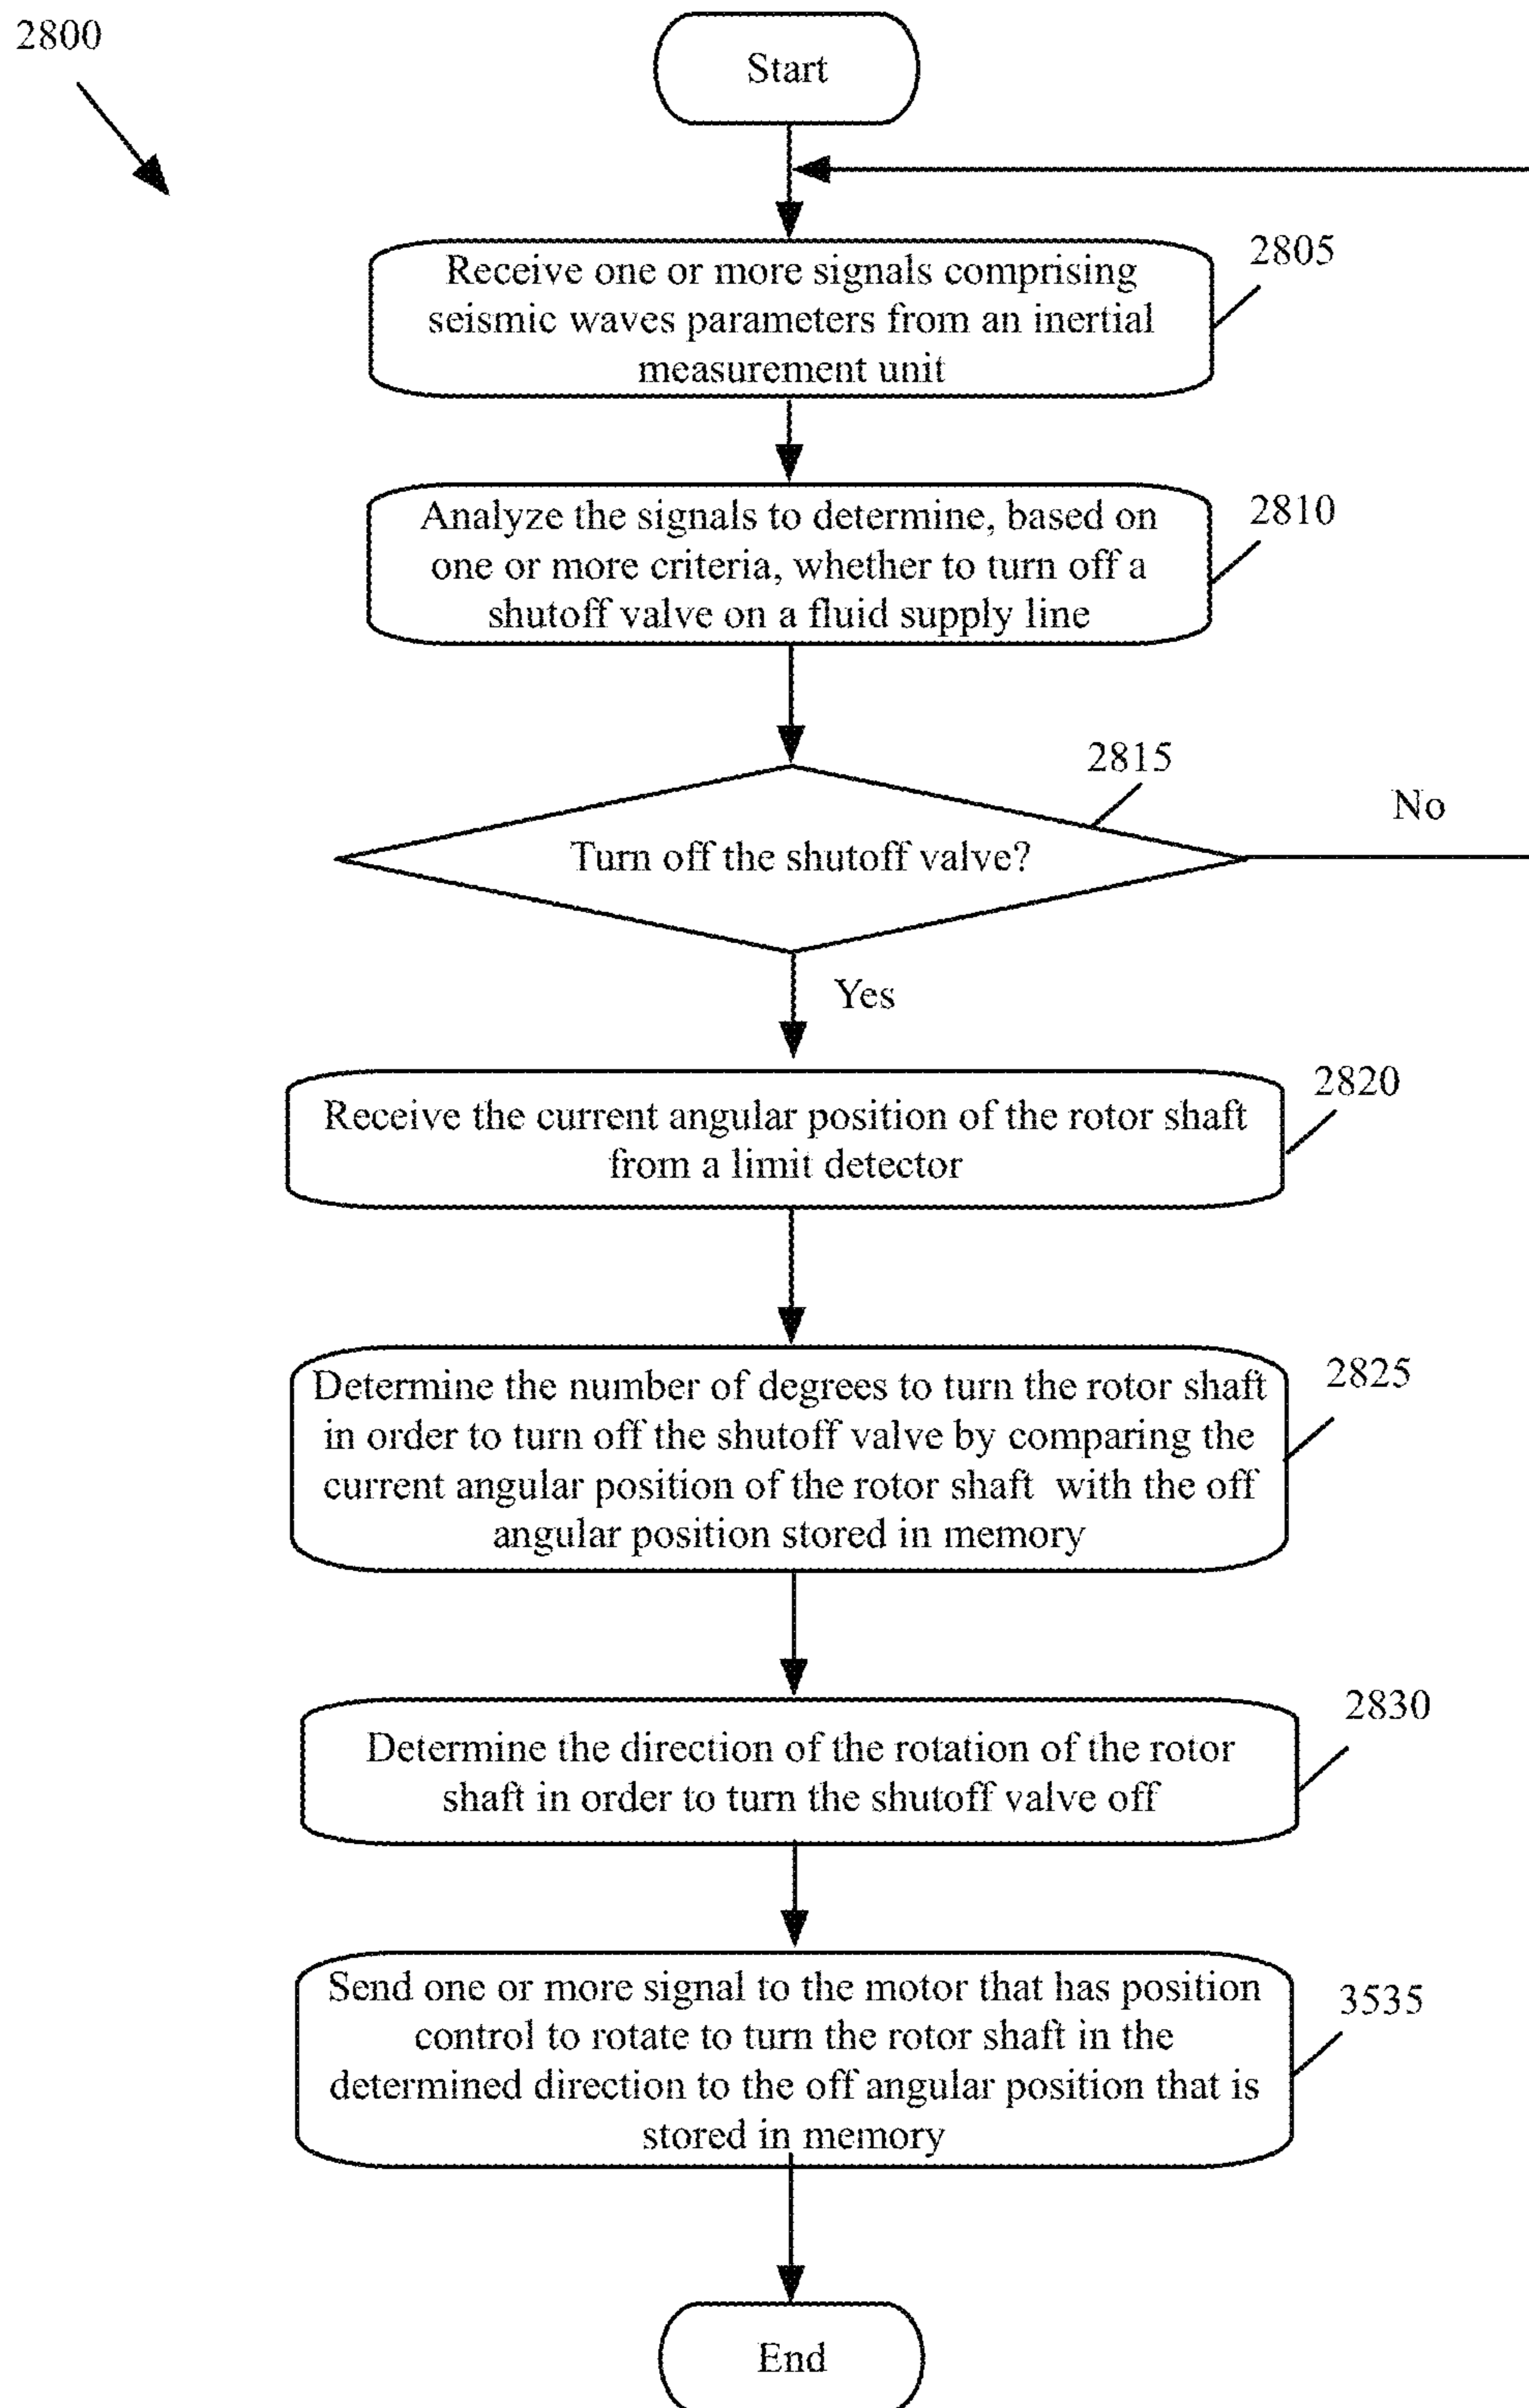 2800
Start
Receive one or more signals comprising
seismic waves parameters from an inertial
measurement unit
2805
Analyze the signals to determine, based on
one or more criteria, whether to turn off a
shutoff valve on a fluid supply line
2810
2815
Turn off the shutoff valve?
No
Yes
Receive the current angular position of the rotor shaft
from a limit detector
2820
Determine the number of degrees to turn the rotor shaft
in order to turn off the shutoff valve by comparing the
current angular position of the rotor shaft with the off
angular position stored in memory
2825
Determine the direction of the rotation of the rotor
shaft in order to turn the shutoff valve off
2830
Send one or more signal to the motor that has position
control to rotate to turn the rotor shaft in the
determined direction to the off angular position that is
stored in memory
3535
End